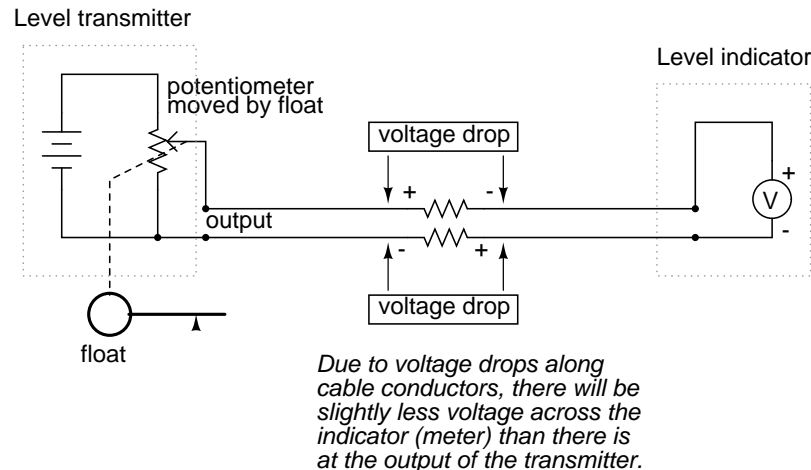 Level transmitter
Level indicator
potentiometer
moved by float
voltage drop
+ -
+
V
-
output
- +
voltage drop
float
Due to voltage drops along
cable conductors, there will be
slightly less voltage across the
indicator (meter) than there is
at the output of the transmitter.